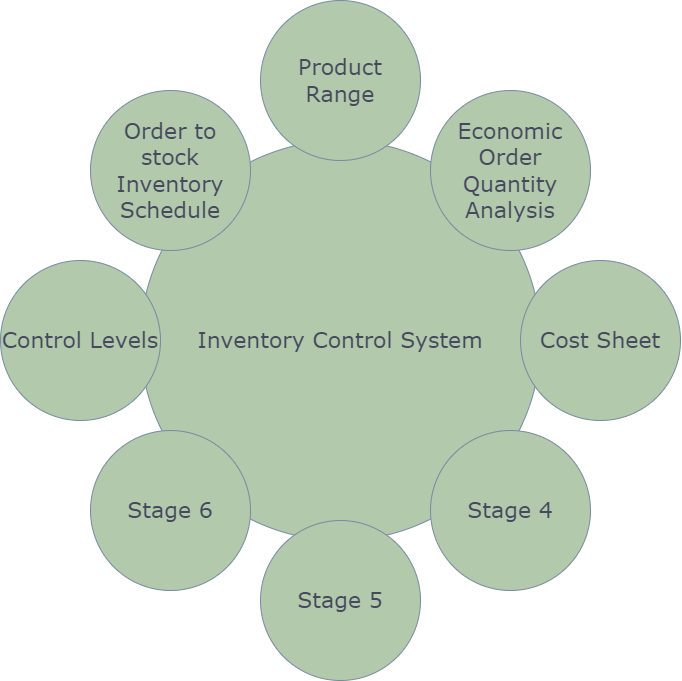 Product
Range
Economic
Order
Quantity
Analysis
Order to
stock
Inventory
Schedule
Control Levels
Inventory Control System
Cost Sheet
Stage 6
Stage 4
Stage 5